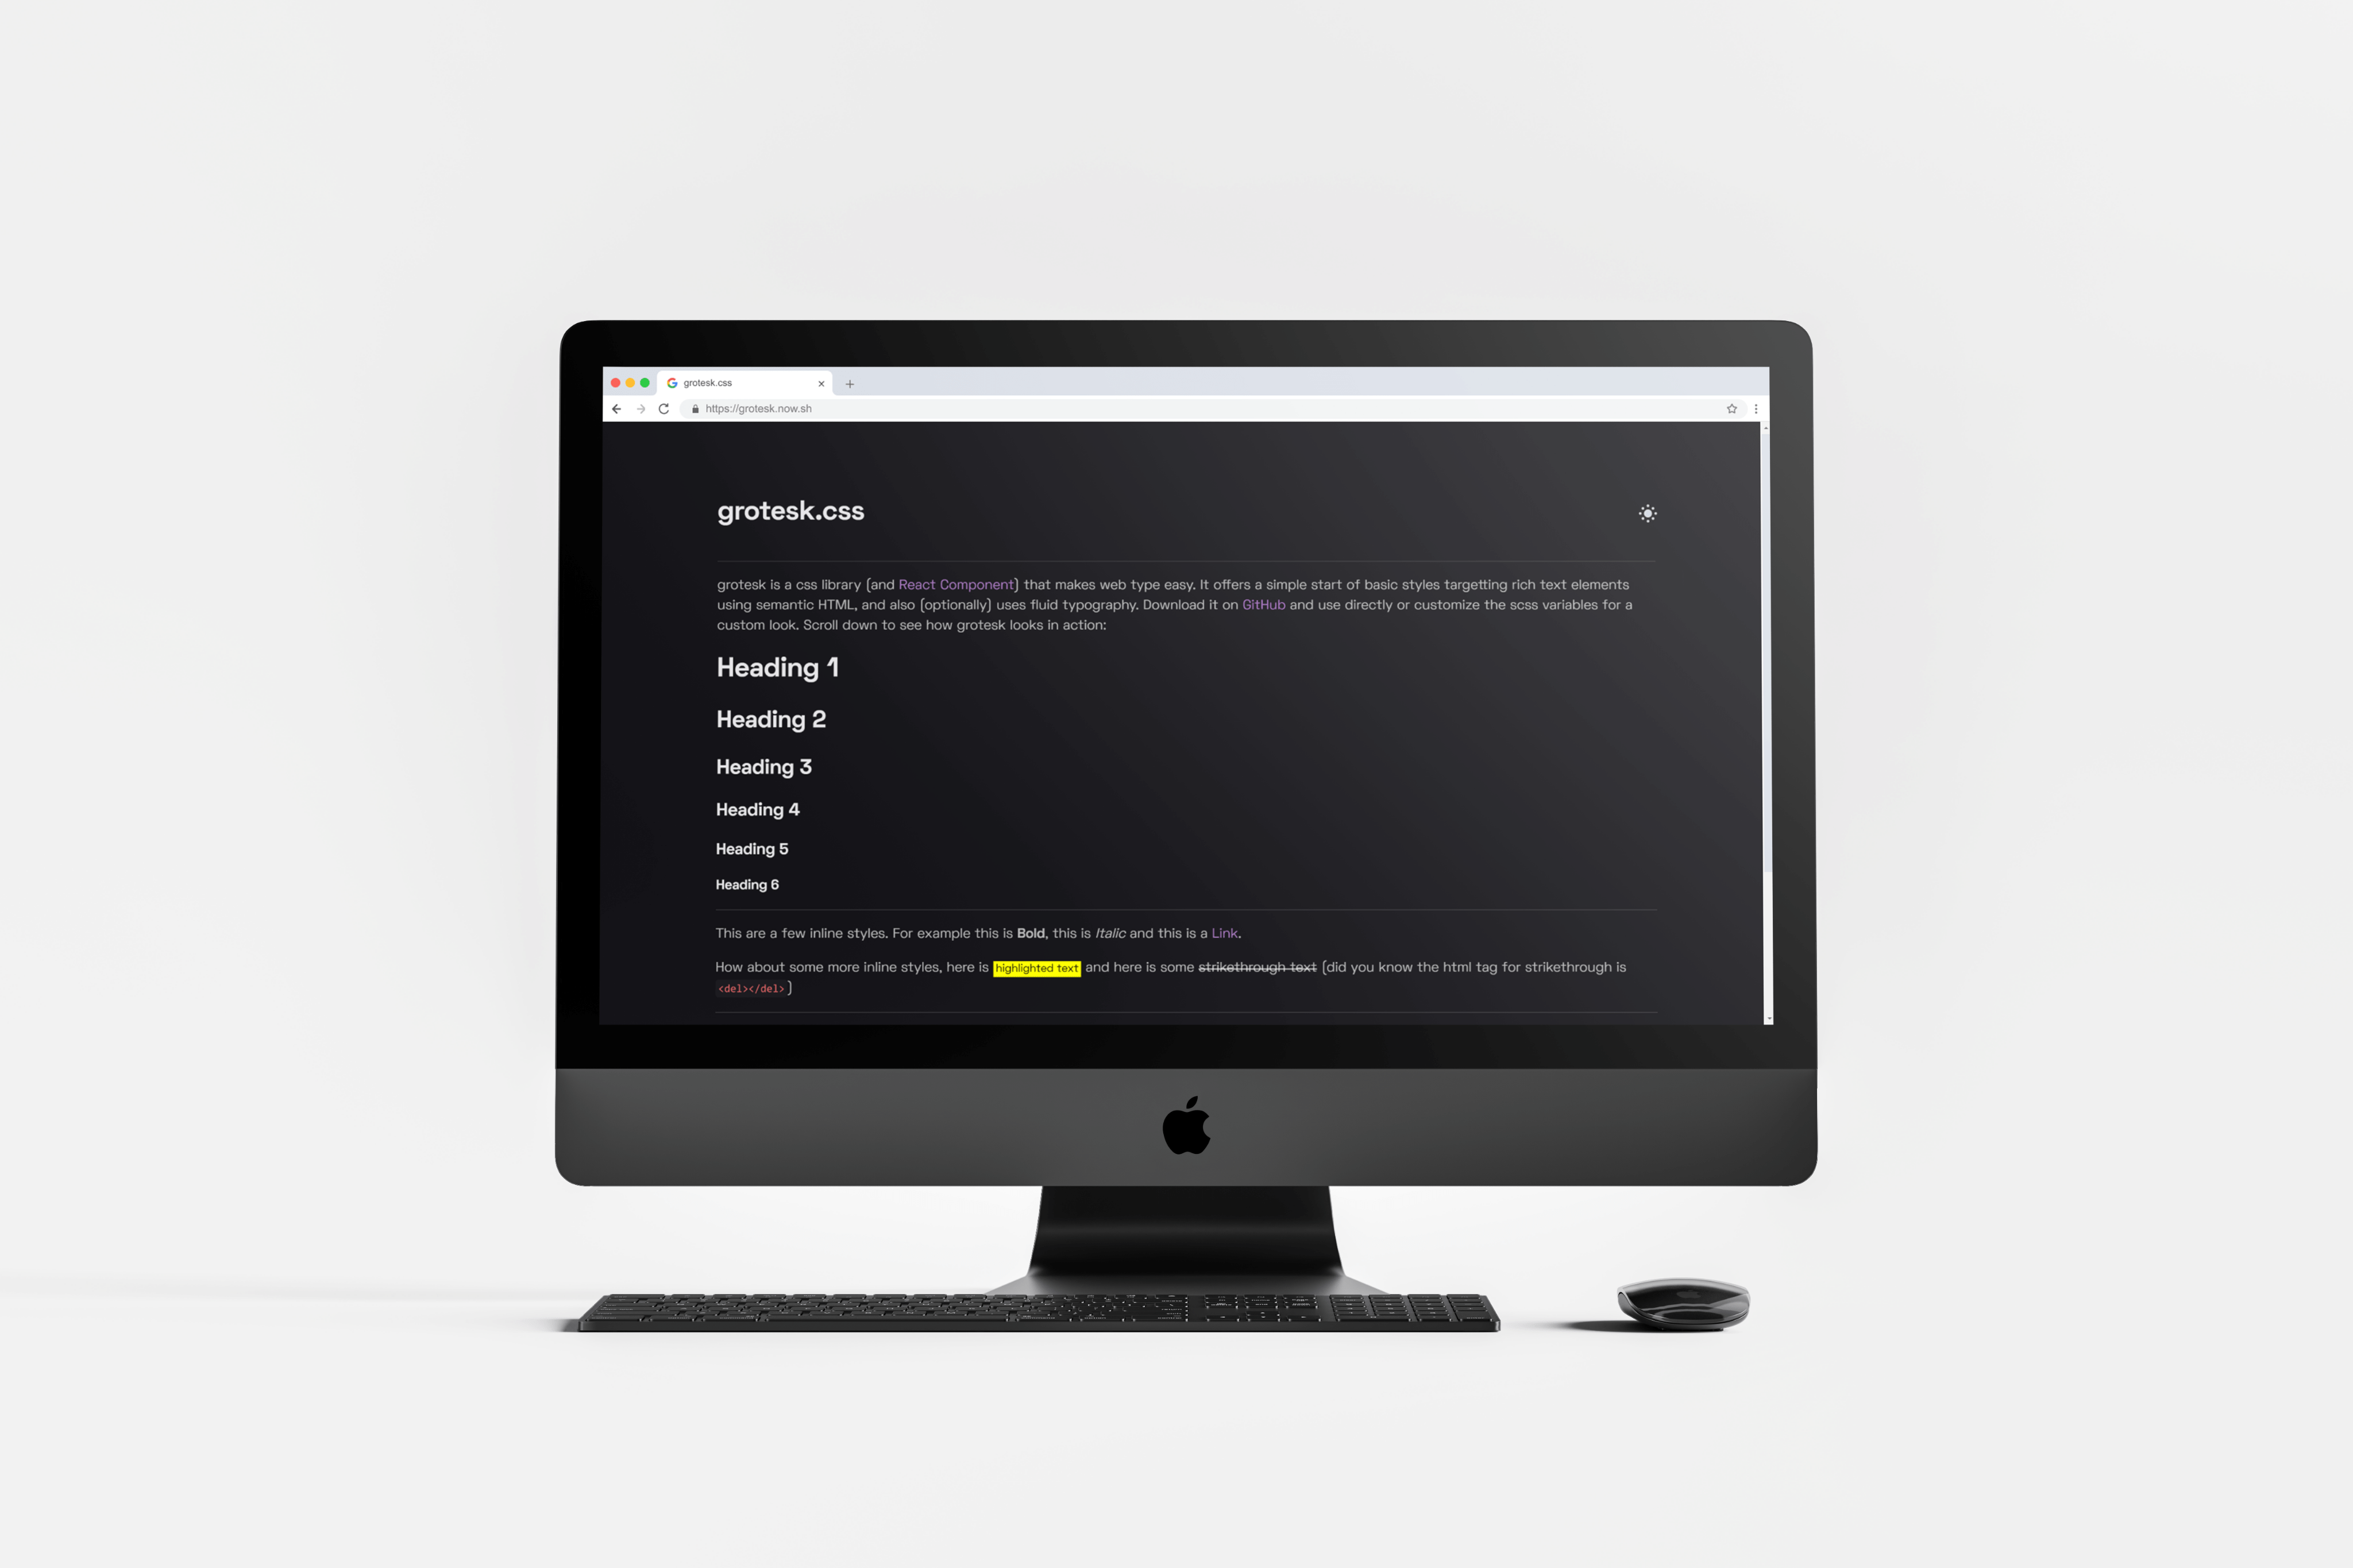 grotesk.css
https://grotesk.now.sh
grotesk.css
grotesk is a css library (and React Component) that makes web type easy. It offers a simple start of basic styles targetting rich text elements
using semantic HTML, and also (optionally) uses fluid typography. Download it on GitHub and use directly or customize the scss variables for a
custom look. Scroll down to see how grotesk looks in action:
Heading 1
Heading 2
Heading 3
Heading 4
Heading 5
Heading 6
This are a few inline styles. For example this is Bold, this is Italic and this is a Link.
How about some more inline styles, here is highlighted text and here is some strikethrough text (did you know the html tag for strikethrough is
<del></del>)